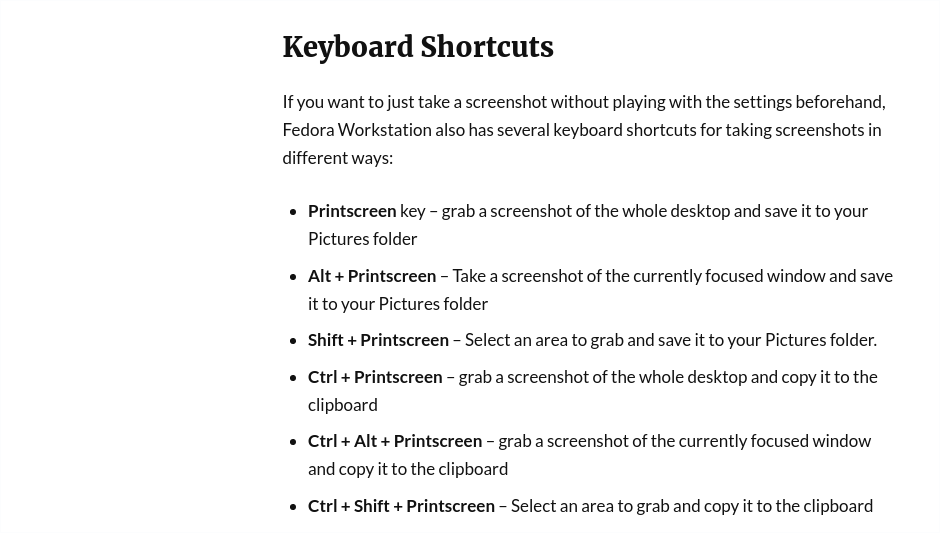 Keyboard Shortcuts
If you want to just take a screenshot without playing with the settings beforehand,
Fedora Workstation also has several keyboard shortcuts for taking screenshots in
different ways:
• Printscreen key – grab a screenshot of the whole desktop and save it to your
Pictures folder
• Alt + Printscreen – Take a screenshot of the currently focused window and save
it to your Pictures folder
• Shift + Printscreen – Select an area to grab and save it to your Pictures folder.
• Ctrl + Printscreen – grab a screenshot of the whole desktop and copy it to the
clipboard
• Ctrl + Alt + Printscreen – grab a screenshot of the currently focused window
and copy it to the clipboard
• Ctrl + Shift + Printscreen – Select an area to grab and copy it to the clipboard